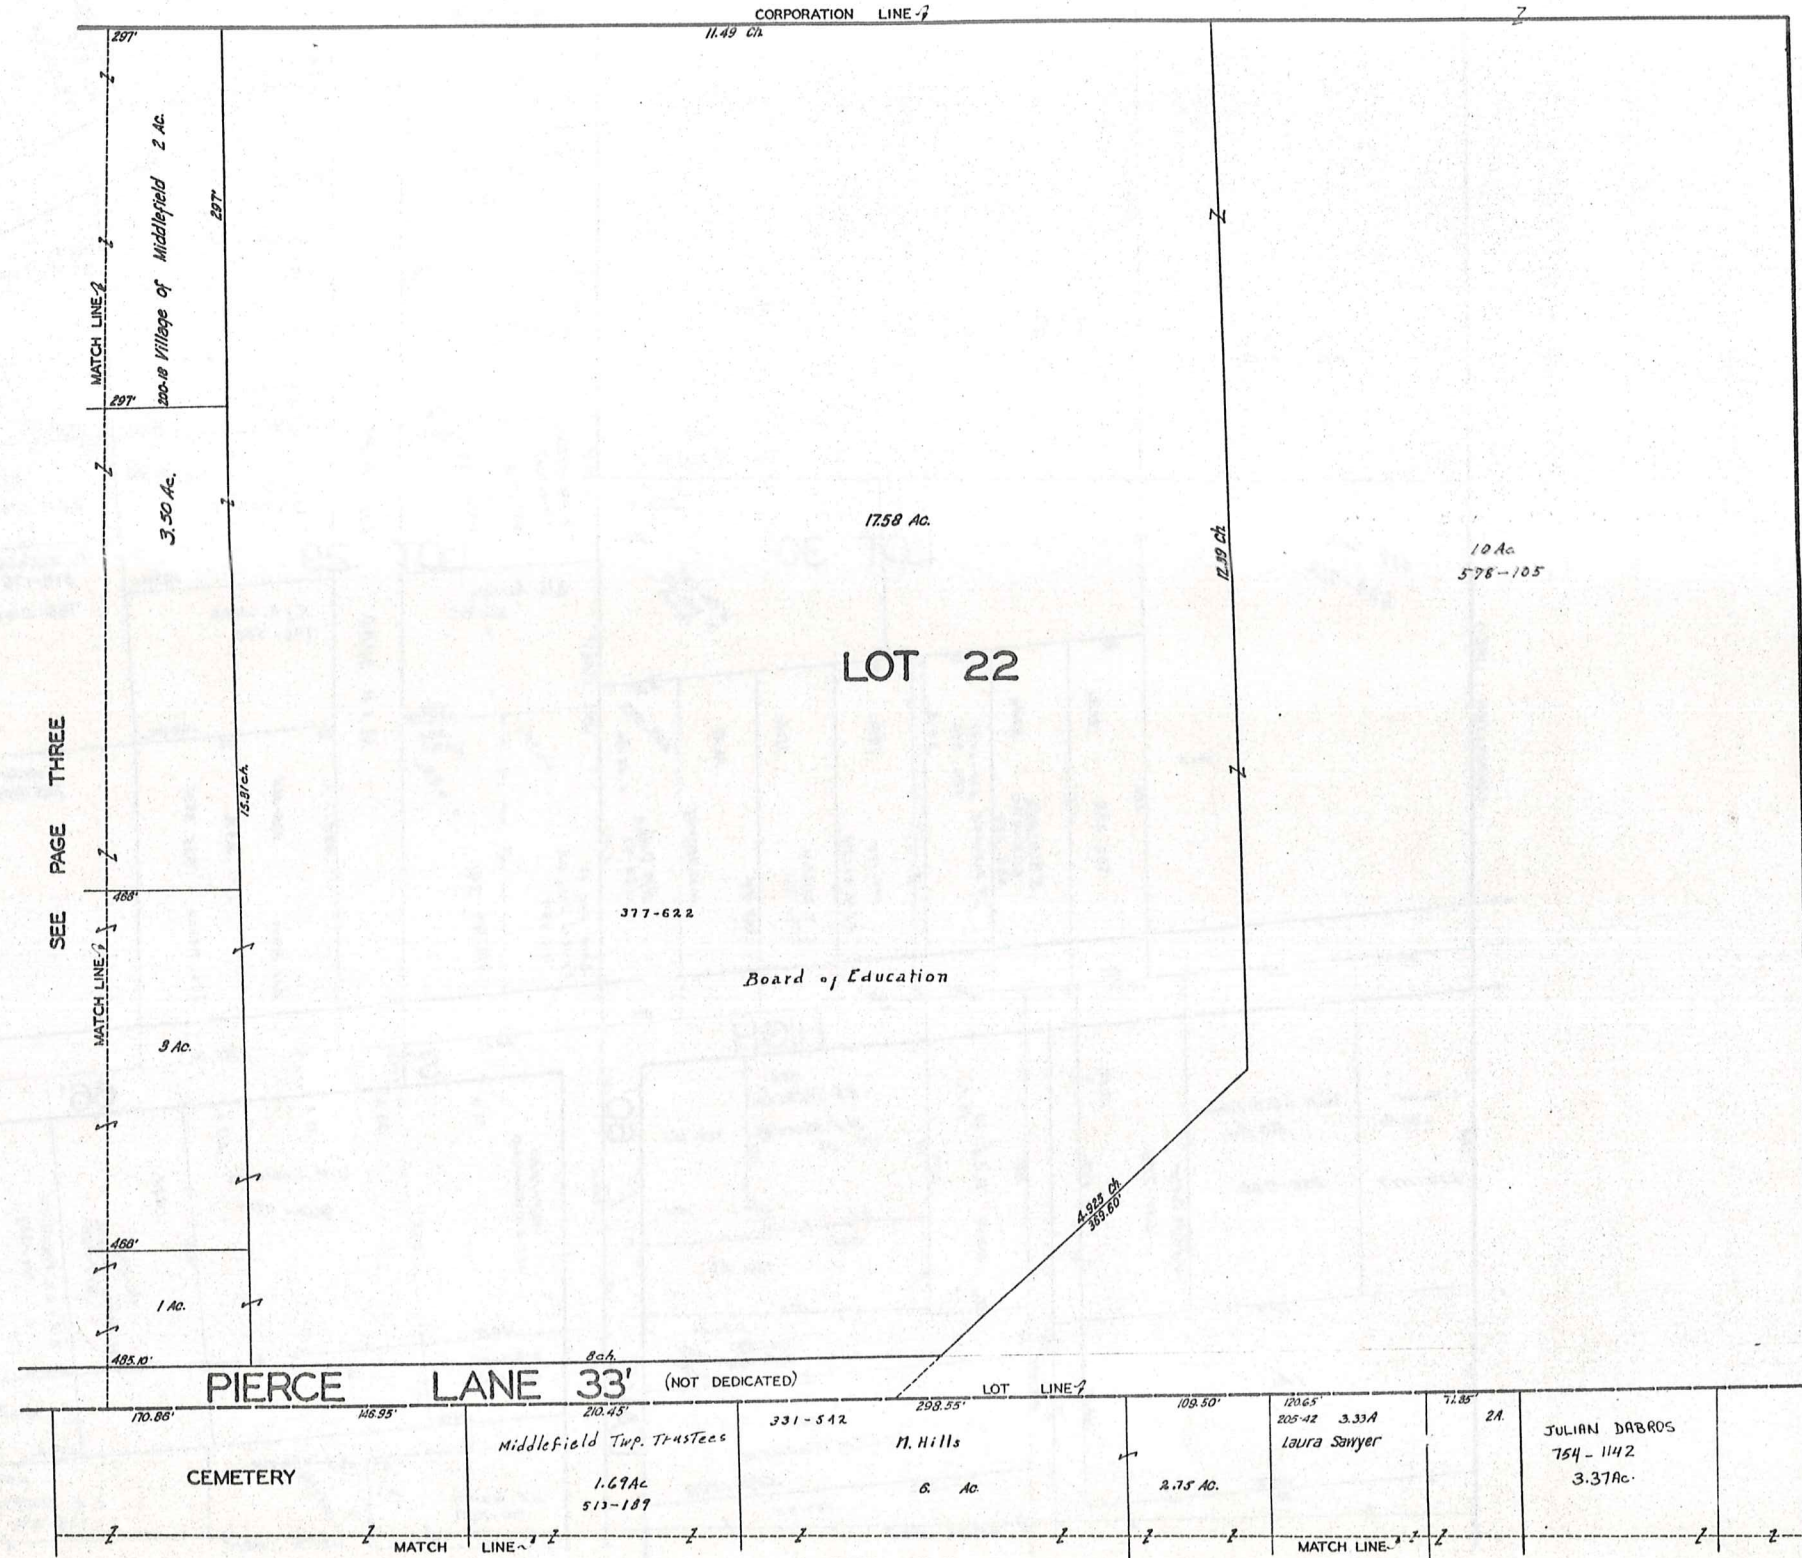 CORPORATION LINE
297'
11.49 Ch.
MATCH LINE
200-18 Village of Middlefield 2 Ac.
297'
297'
3.50 Ac.
17.58 Ac.
12.39 Ch.
10 Ac.
578-105
LOT 22
SEE PAGE THREE
15.81 ch.
468'
377-622
MATCH LINE
Board of Education
3 Ac.
4.925 Ch.
468'
1 Ac.
485.10'
8 ch.
PIERCE LANE 33' (NOT DEDICATED)
LOT LINE
170.86'
146.95'
210.45'
331-542
298.55'
109.50'
120.65'
71.85'
205-42 3.33A
2A.
Middlefield Twp. Trustees
M. Hills
Laura Sawyer
JULIAN DABROS
754-1142
3.37Ac.
CEMETERY
1.69Ac
513-189
6. Ac.
2.75 Ac.
MATCH LINE
MATCH LINE